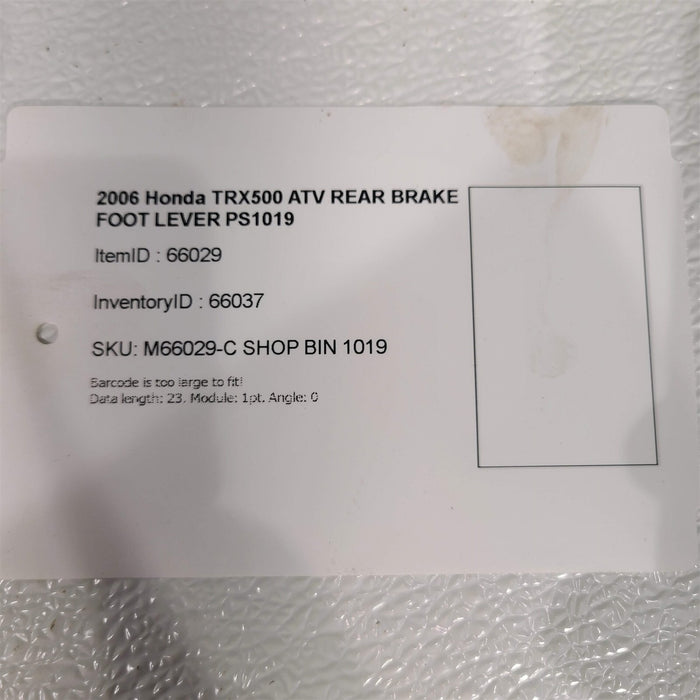 2006 Honda TRX500 ATV REAR BRAKE
FOOT LEVER PS1019
ItemID : 66029
InventoryID : 66037
SKU: M66029-C SHOP BIN 1019
Barcode is too large to fit!
Data length: 23, Module: 1pt, Angle: 0